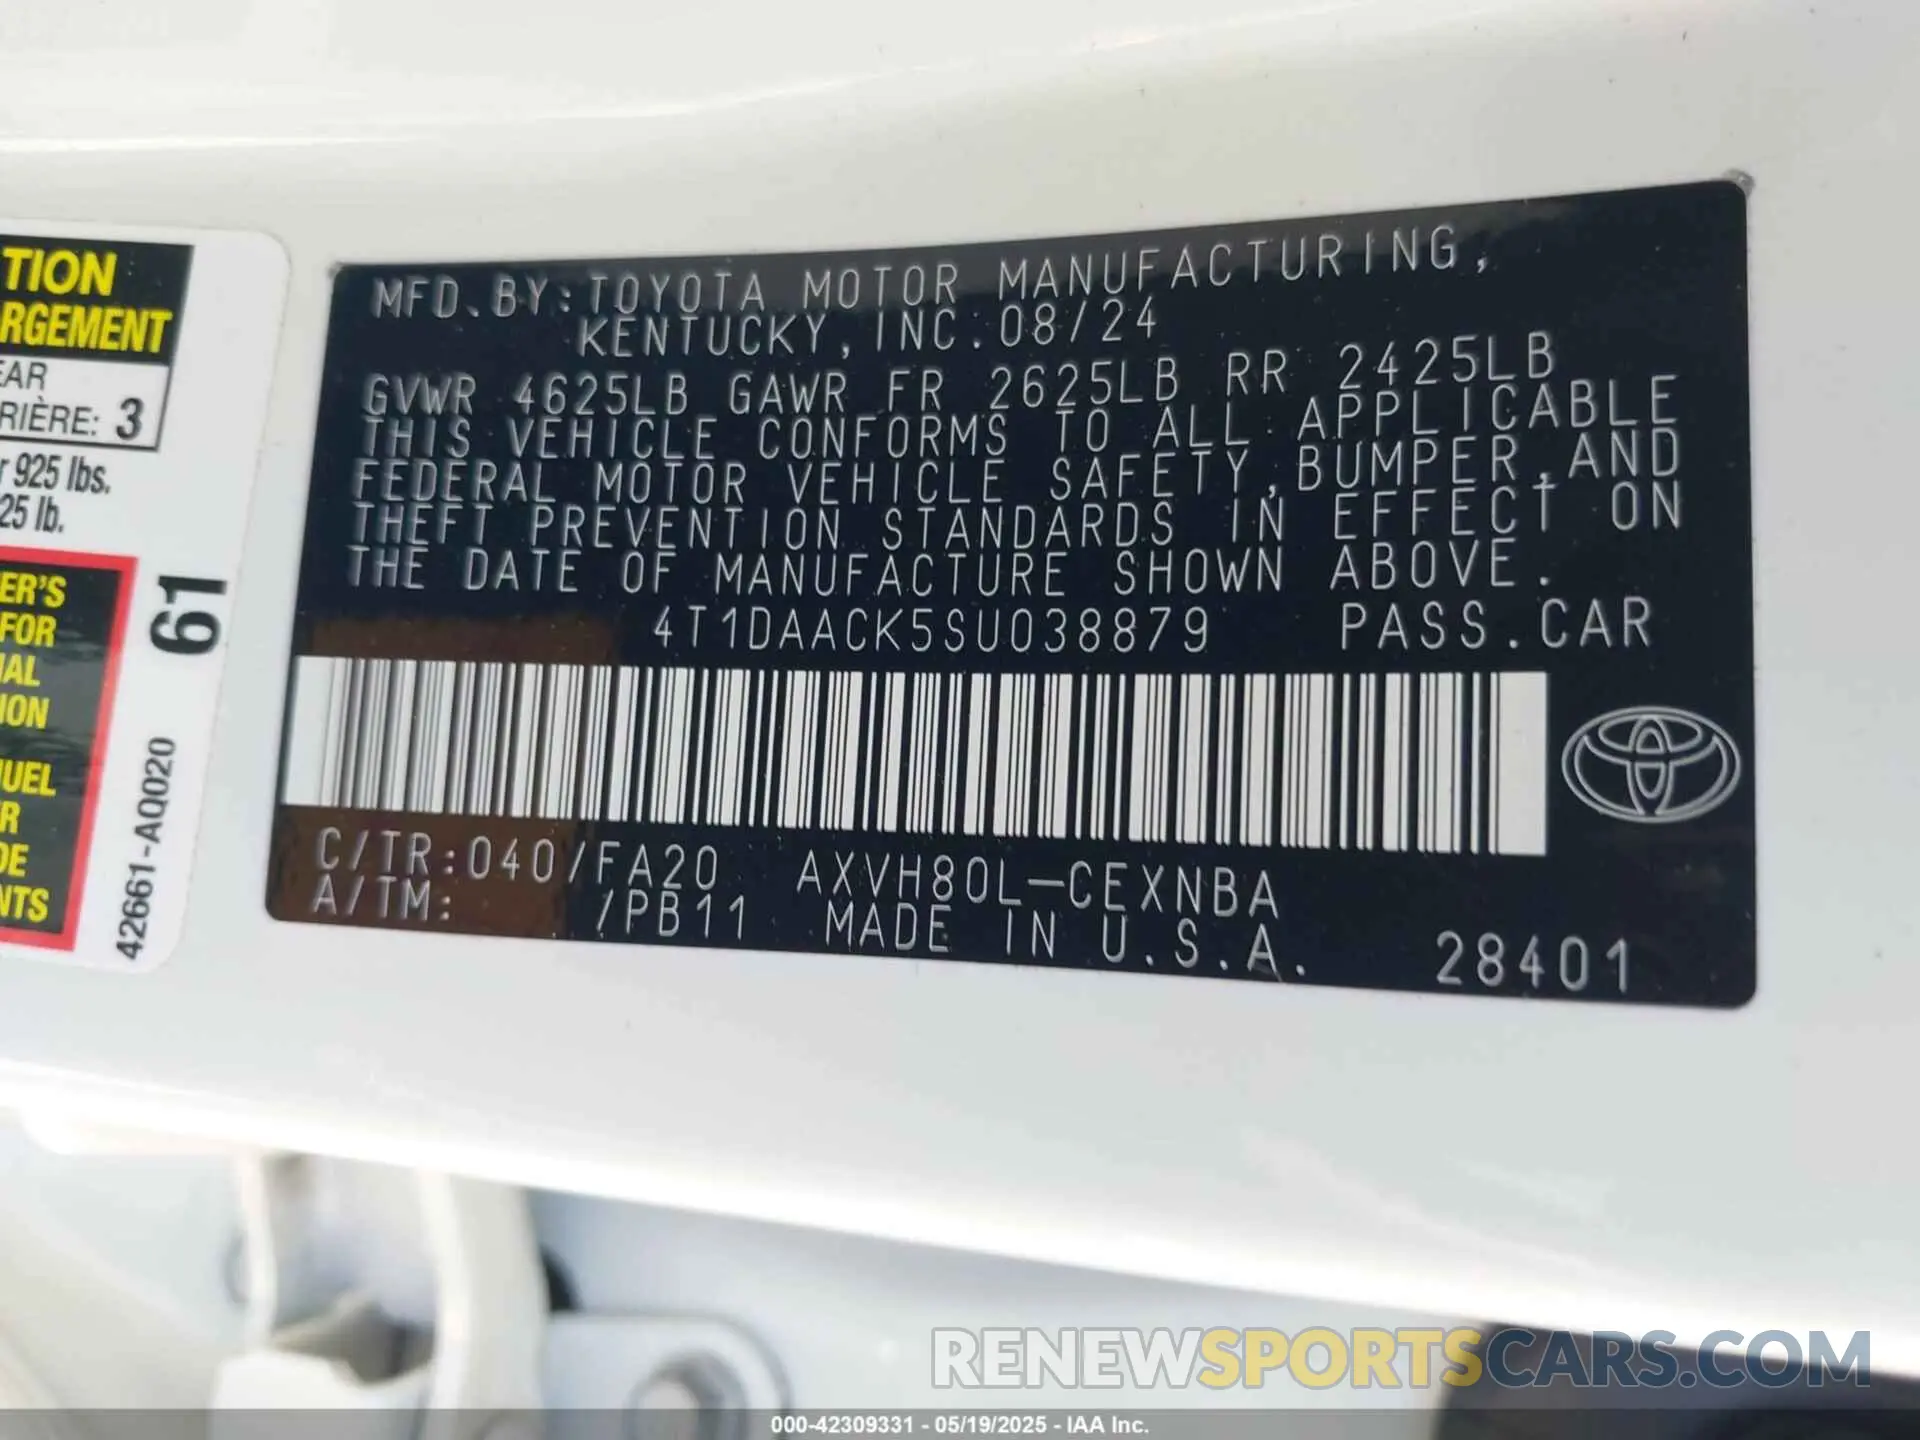 TION
RGEMENT
EAR
RIÈRE: 3
r 925 lbs.
25 lb.
ER'S
FOR
IAL
ION
UEL
R
DE
NTS
61
42661-AQ020
MFD.BY:TOYOTA MOTOR MANUFACTURING,
KENTUCKY, INC. 08/24
GVWR 4625LB GAWR FR 2625LB RR 2425LB
THIS VEHICLE CONFORMS TO ALL APPLICABLE
FEDERAL MOTOR VEHICLE SAFETY, BUMPER, AND
THEFT PREVENTION STANDARDS IN EFFECT ON
THE DATE OF MANUFACTURE SHOWN ABOVE.
4T1DAACK5SU038879 PASS.CAR
C/TR:040/FA20 AXVH80L-CEXNBA
A/TM: /PB11 MADE IN U.S.A. 28401
RENEWSPORTSCARS.COM
000-42309331 - 05/19/2025 - IAA Inc.